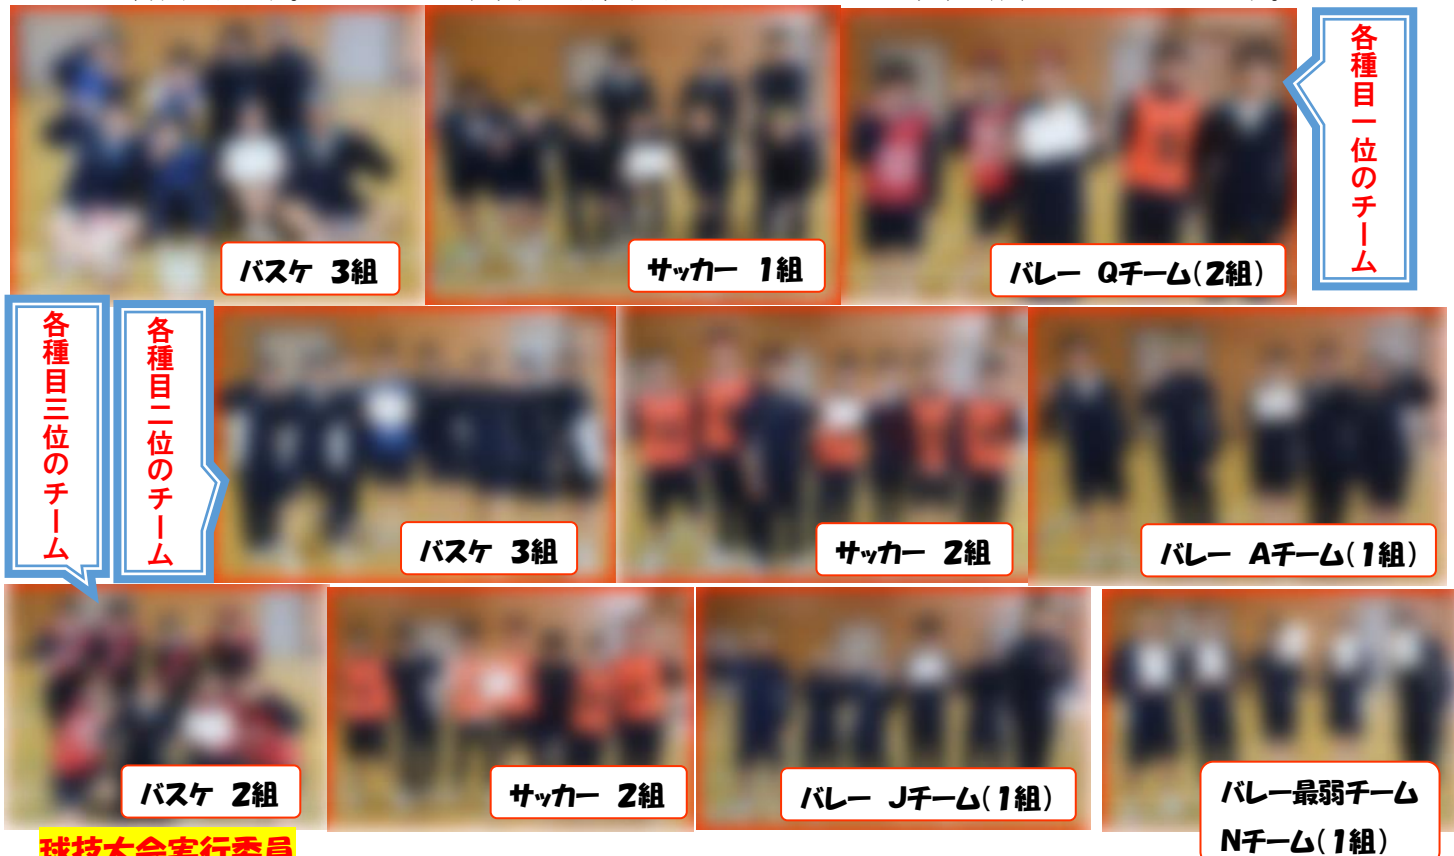 各種目一位のチーム
バスケ 3組
サッカー 1組
バレー Qチーム(2組)
各種目三位のチーム
各種目二位のチーム
バスケ 3組
サッカー 2組
バレー Aチーム(1組)
バスケ 2組
サッカー 2組
バレー Jチーム(1組)
バレー最弱チーム
Nチーム(1組)
球技大会実行委員